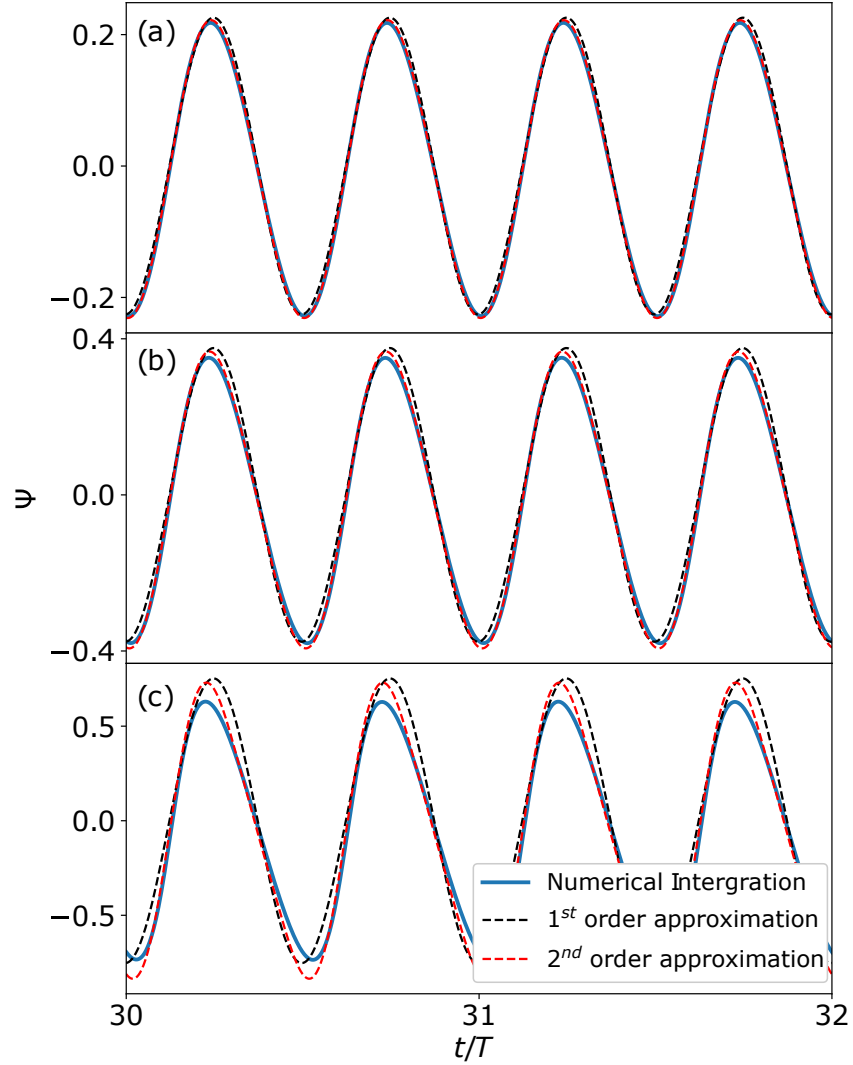 (a)
0.2
0.0
−0.2
(b)
0.4
0.0
−0.4
Ψ
(c)
0.5
0.0
−0.5
Numerical Intergration
1st order approximation
2nd order approximation
30
31
32
t/T